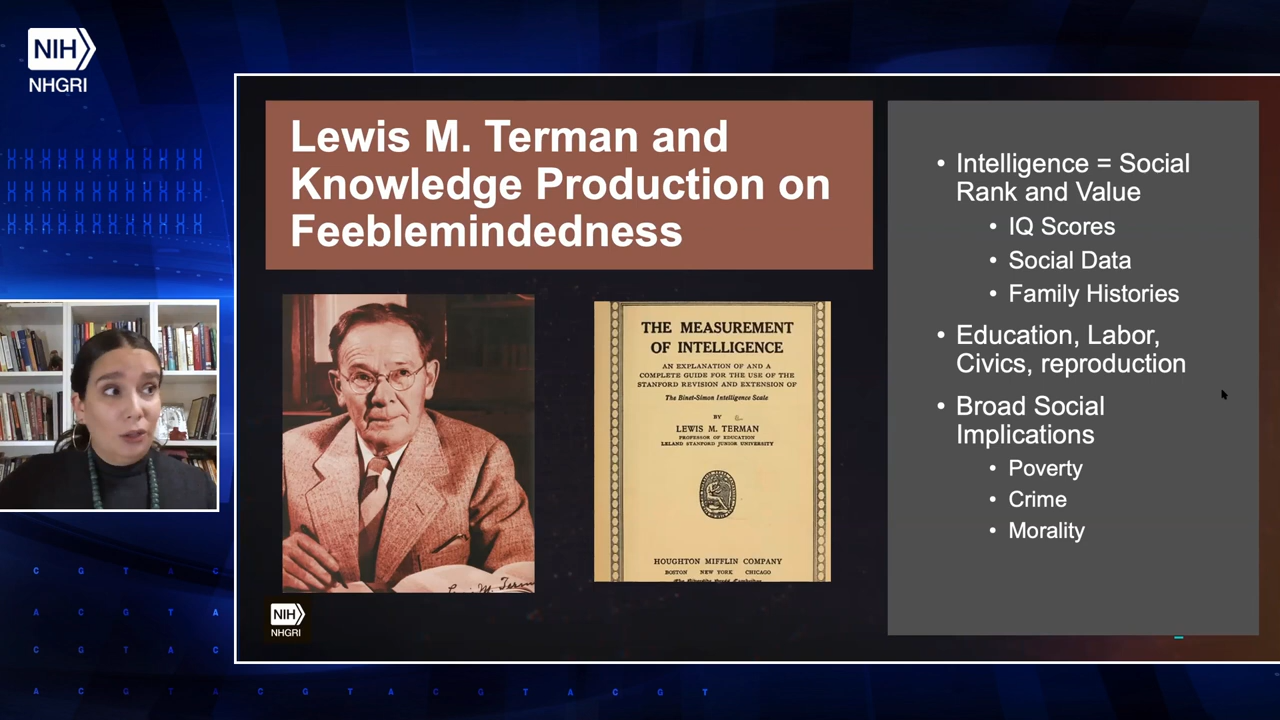 NIH
NHGRI
Lewis M. Terman and
Knowledge Production on
Feeblemindedness
THE MEASUREMENT
OF INTELLIGENCE
AN EXPLANATION OF AND A
COMPLETE GUIDE FOR THE USE OF THE
STANFORD REVISION AND EXTENSION OF
The Binet-Simon Intelligence Scale
BY
LEWIS M. TERMAN
PROFESSOR OF EDUCATION
LELAND STANFORD JUNIOR UNIVERSITY
HOUGHTON MIFFLIN COMPANY
BOSTON NEW YORK CHICAGO
Lewis M. Terman
NIH
NHGRI
• Intelligence = Social
Rank and Value
• IQ Scores
• Social Data
• Family Histories
• Education, Labor,
Civics, reproduction
• Broad Social
Implications
• Poverty
• Crime
• Morality
C G T A C
A C G T A
C G T A C
A C G T A C G T A C G T A C G T